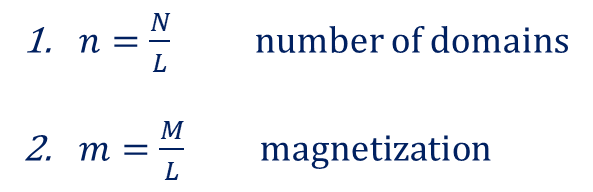 1. n = N/L number of domains
2. m = M/L magnetization